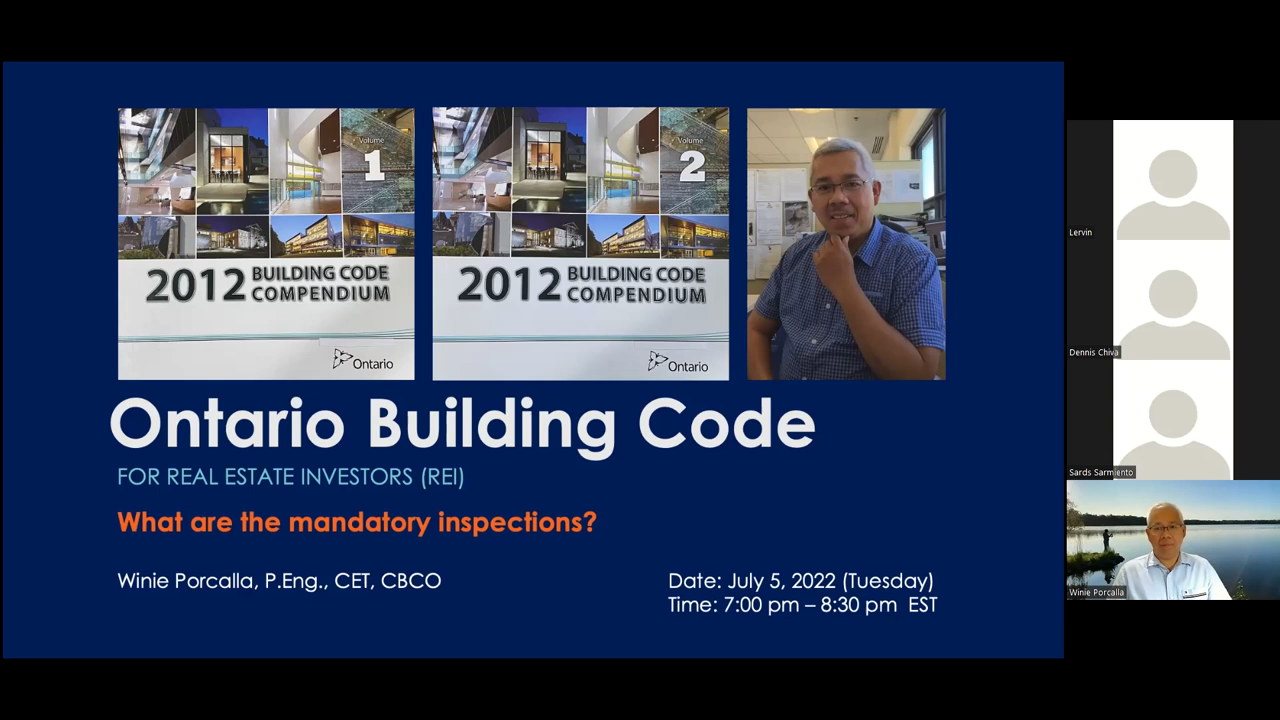 Volume
1
2012 BUILDING CODE
COMPENDIUM
Ontario
Volume
2
2012 BUILDING CODE
COMPENDIUM
Ontario
Ontario Building Code
FOR REAL ESTATE INVESTORS (REI)
What are the mandatory inspections?
Winie Porcalla, P.Eng., CET, CBCO
Date: July 5, 2022 (Tuesday)
Time: 7:00 pm – 8:30 pm EST
Lervin
Dennis Chiva
Sards Sarmiento
Winie Porcalla